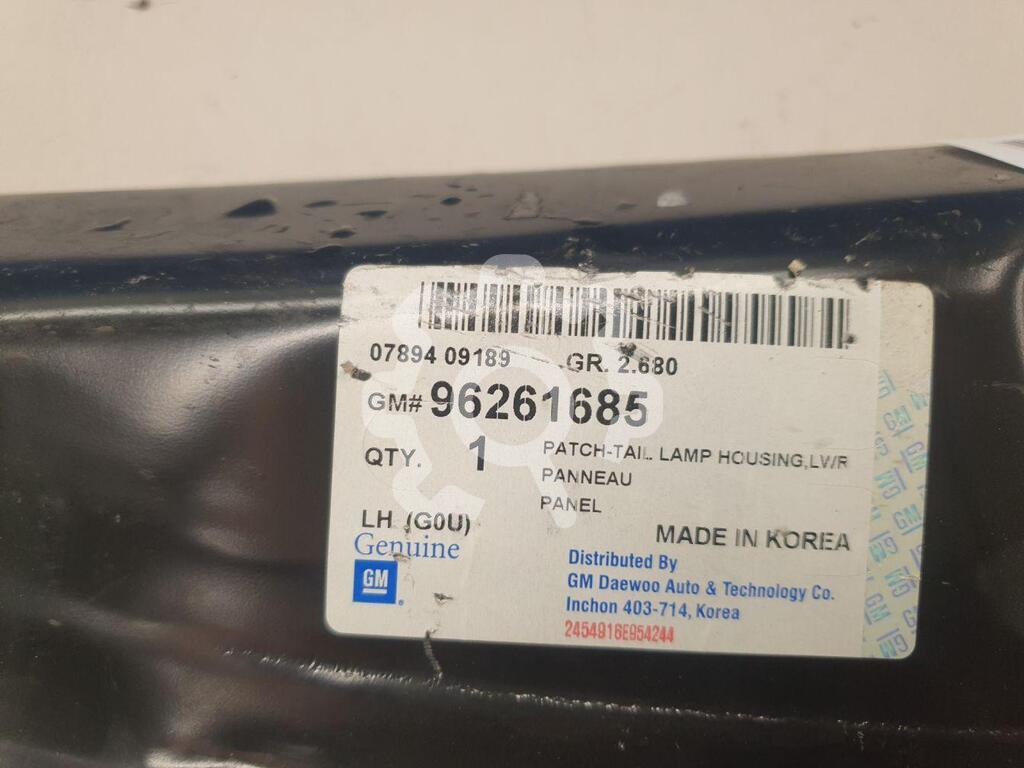 07894 09189 GR. 2.680
GM# 96261685
QTY. 1 PATCH-TAIL LAMP HOUSING,LWR
PANNEAU
PANEL
LH (G0U)
MADE IN KOREA
Genuine
GM
Distributed By
GM Daewoo Auto & Technology Co.
Inchon 403-714, Korea
2454916E954244